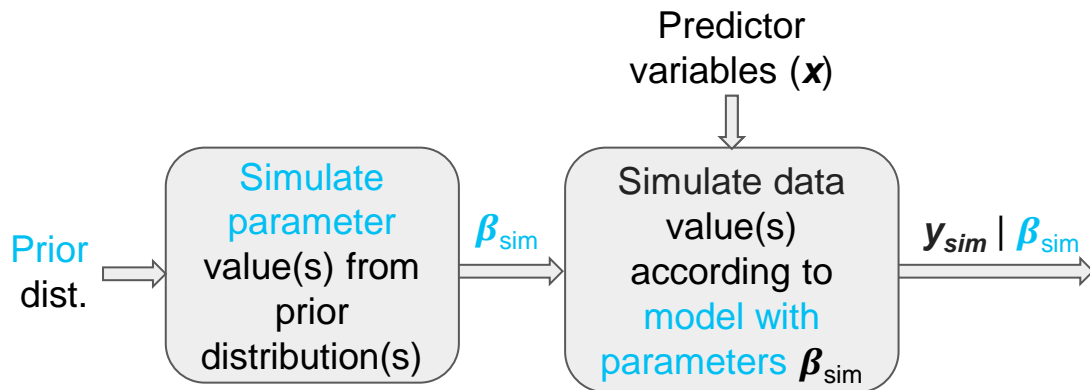 Predictor
variables (x)
Prior
dist.
Simulate
parameter
value(s) from
prior
distribution(s)
βsim
Simulate data
value(s)
according to
model with
parameters βsim
ysim | βsim